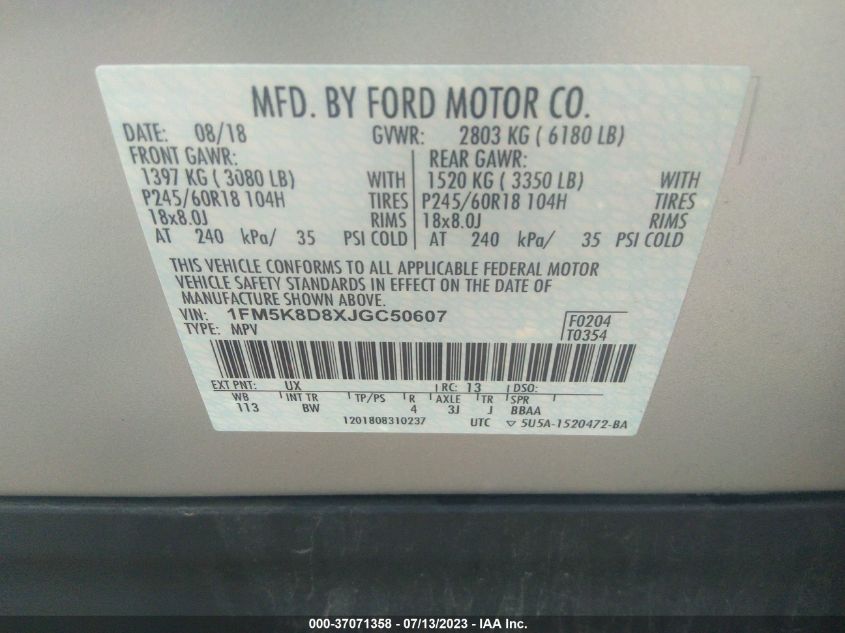 MFD. BY FORD MOTOR CO.
DATE: 08/18 GVWR: 2803 KG ( 6180 LB)
FRONT GAWR: REAR GAWR:
1397 KG ( 3080 LB) WITH 1520 KG ( 3350 LB) WITH
P245/60R18 104H TIRES P245/60R18 104H TIRES
18x8.0J RIMS 18x8.0J RIMS
AT 240 kPa/ 35 PSI COLD AT 240 kPa/ 35 PSI COLD
THIS VEHICLE CONFORMS TO ALL APPLICABLE FEDERAL MOTOR
VEHICLE SAFETY STANDARDS IN EFFECT ON THE DATE OF
MANUFACTURE SHOWN ABOVE.
VIN: 1FM5K8D8XJGC50607 F0204
TYPE: MPV T0354
EXT PNT: UX RC: 13 DSO:
WB INT TR TP/PS R AXLE TR SPR
113 BW 4 3J J BBAA
1201808310237 UTC ▽ 5U5A-1520472-BA
000-37071358 - 07/13/2023 - IAA Inc.